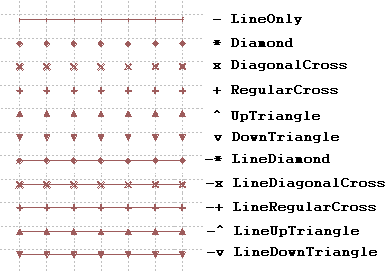 - LineOnly
* Diamond
x DiagonalCross
+ RegularCross
^ UpTriangle
v DownTriangle
-* LineDiamond
-x LineDiagonalCross
-+ LineRegularCross
-^ LineUpTriangle
-v LineDownTriangle